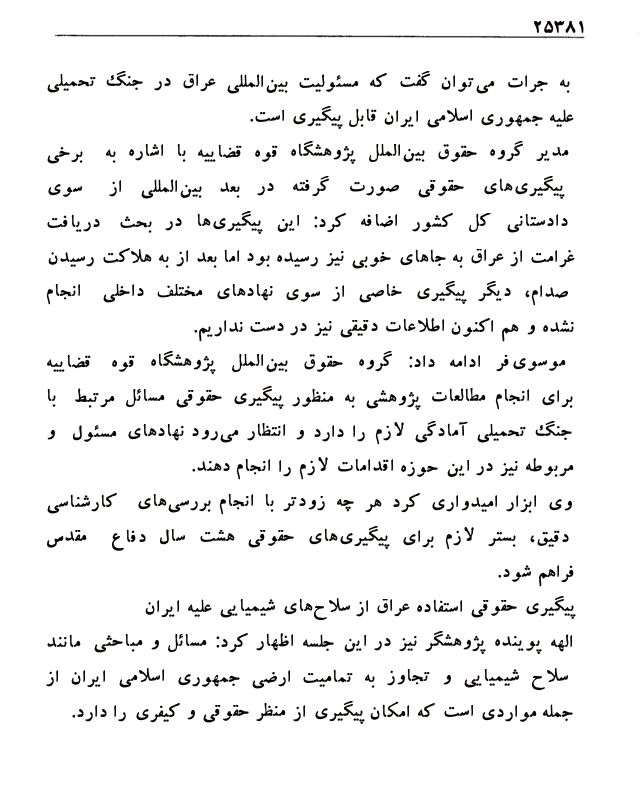 ۲۵۳۸۱
به جرات می‌توان گفت که مسئولیت بین‌المللی عراق در جنگ تحمیلی
علیه جمهوری اسلامی ایران قابل پیگیری است.
مدیر گروه حقوق بین‌الملل پژوهشگاه قوه قضاییه با اشاره به برخی
پیگیری‌های حقوقی صورت گرفته در بعد بین‌المللی از سوی
دادستانی کل کشور اضافه کرد: این پیگیری‌ها در بحث دریافت
غرامت از عراق به جاهای خوبی نیز رسیده بود اما بعد از به هلاکت رسیدن
صدام، دیگر پیگیری خاصی از سوی نهادهای مختلف داخلی انجام
نشده و هم اکنون اطلاعات دقیقی نیز در دست نداریم.
موسوی‌فر ادامه داد: گروه حقوق بین‌الملل پژوهشگاه قوه قضاییه
برای انجام مطالعات پژوهشی به منظور پیگیری حقوقی مسائل مرتبط با
جنگ تحمیلی آمادگی لازم را دارد و انتظار می‌رود نهادهای مسئول و
مربوطه نیز در این حوزه اقدامات لازم را انجام دهند.
وی ابزار امیدواری کرد هر چه زودتر با انجام بررسی‌های کارشناسی
دقیق، بستر لازم برای پیگیری‌های حقوقی هشت سال دفاع مقدس
فراهم شود.
پیگیری حقوقی استفاده عراق از سلاح‌های شیمیایی علیه ایران
الهه پوینده پژوهشگر نیز در این جلسه اظهار کرد: مسائل و مباحثی مانند
سلاح شیمیایی و تجاوز به تمامیت ارضی جمهوری اسلامی ایران از
جمله مواردی است که امکان پیگیری از منظر حقوقی و کیفری را دارد.